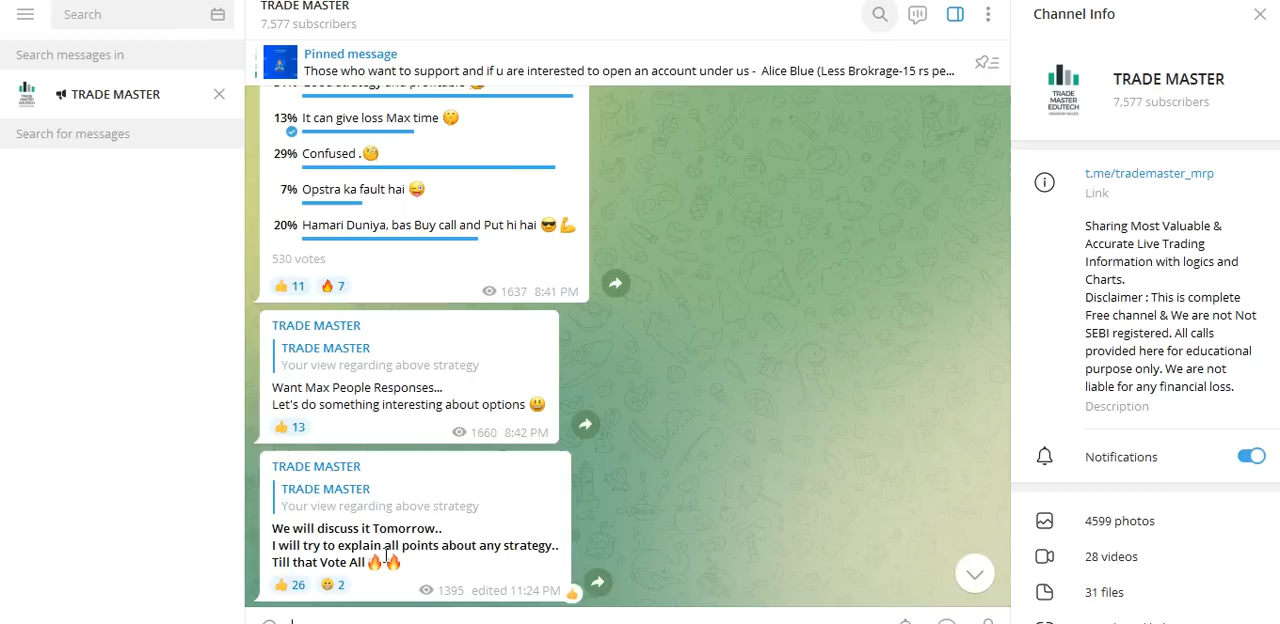 Search
Search messages in
TRADE MASTER
Search for messages
TRADE MASTER
7,577 subscribers
Pinned message
Those who want to support and if u are interested to open an account under us - Alice Blue (Less Brokrage-15 rs pe...
13% It can give loss Max time 🤔
29% Confused .🧐
7% Opstra ka fault hai 😜
20% Hamari Duniya, bas Buy call and Put hi hai 😎💪
530 votes
👍 11 🔥 7
1637 8:41 PM
TRADE MASTER
TRADE MASTER
Your view regarding above strategy
Want Max People Responses...
Let's do something interesting about options 😃
👍 13
1660 8:42 PM
TRADE MASTER
TRADE MASTER
Your view regarding above strategy
We will discuss it Tomorrow..
I will try to explain all points about any strategy..
Till that Vote All 🔥🔥
👍 26 😁 2
1395 edited 11:24 PM
Channel Info
TRADE MASTER EDUTECH
TRADE MASTER
7,577 subscribers
t.me/trademaster_mrp
Link
Sharing Most Valuable &
Accurate Live Trading
Information with logics and
Charts.
Disclaimer : This is complete
Free channel & We are not Not
SEBI registered. All calls
provided here for educational
purpose only. We are not
liable for any financial loss.
Description
Notifications
4599 photos
28 videos
31 files